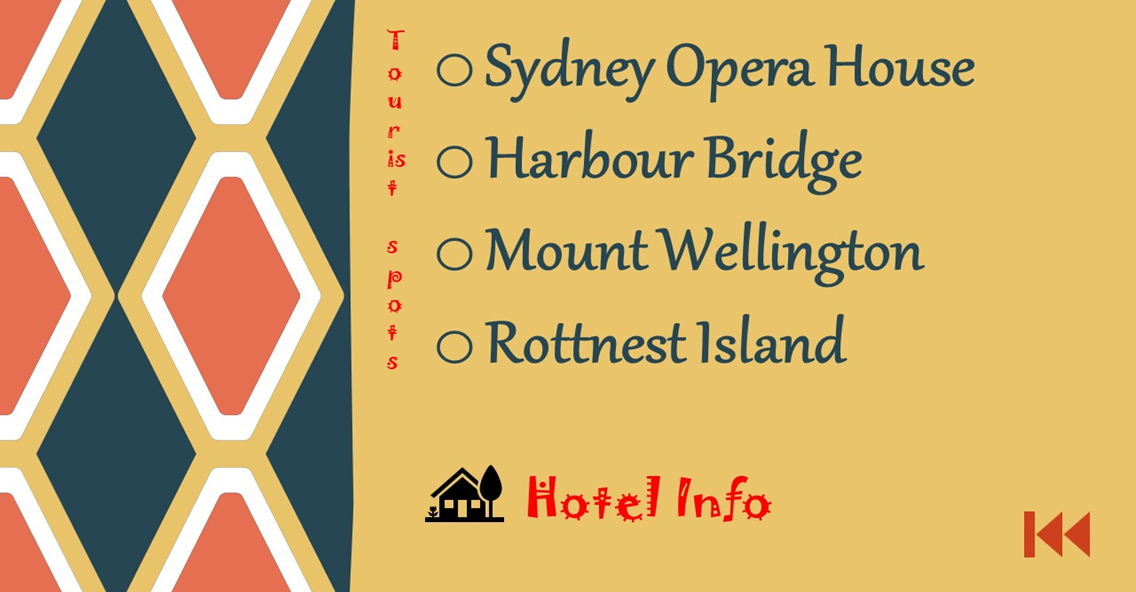 Tourist spots
Sydney Opera House
Harbour Bridge
Mount Wellington
Rottnest Island
Hotel Info